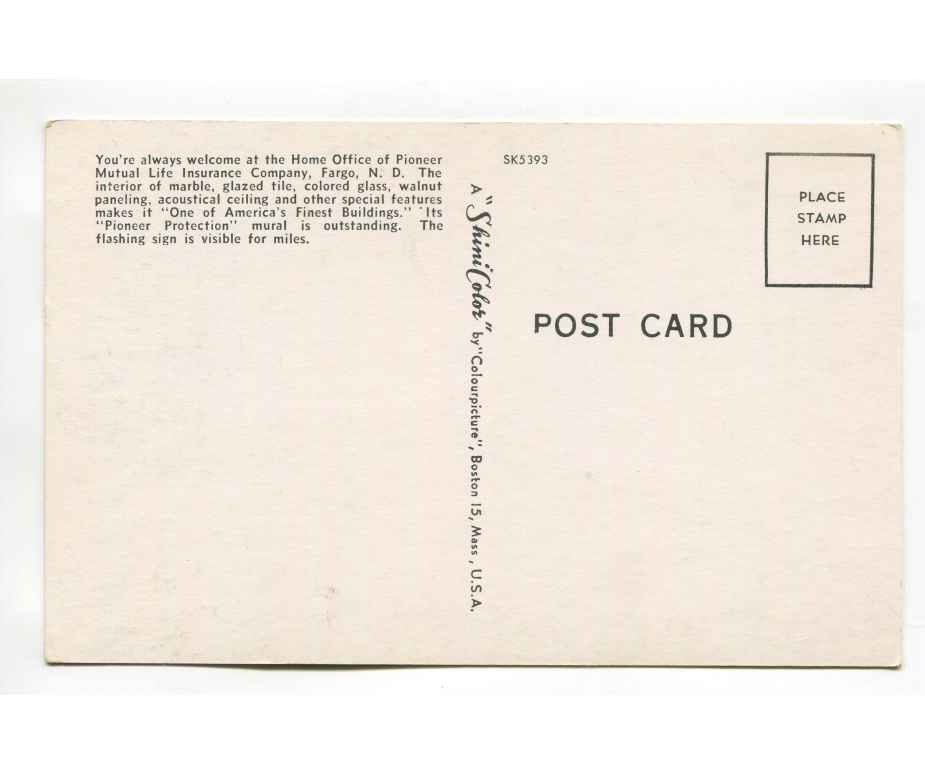 You're always welcome at the Home Office of Pioneer
Mutual Life Insurance Company, Fargo, N. D. The
interior of marble, glazed tile, colored glass, walnut
paneling, acoustical ceiling and other special features
makes it "One of America's Finest Buildings." Its
"Pioneer Protection" mural is outstanding. The
flashing sign is visible for miles.
A "ShiniColor" by "Colourpicture", Boston 15, Mass., U.S.A.
SK5393
PLACE
STAMP
HERE
POST CARD